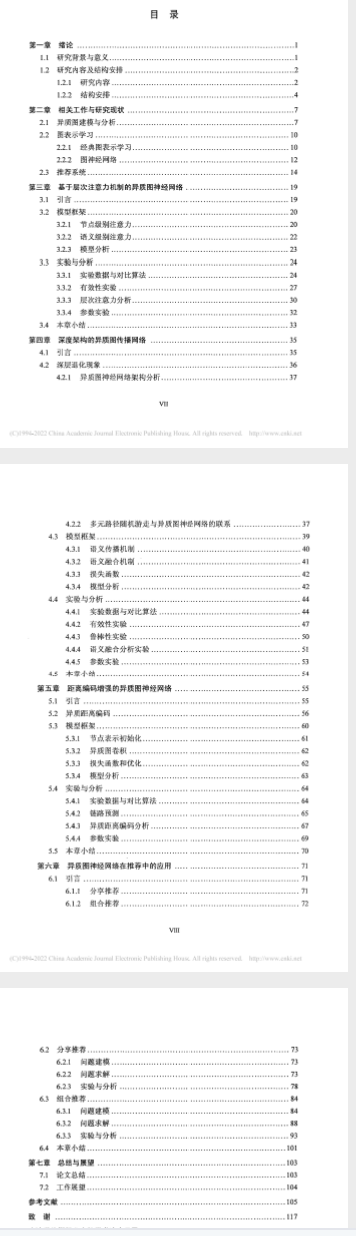 目 录
第一章 绪论 ........ 1
1.1 研究背景与意义 ........ 1
1.2 研究内容及结构安排 ........ 2
1.2.1 研究内容 ........ 2
1.2.2 结构安排 ........ 4
第二章 相关工作与研究现状 ........ 7
2.1 异质图建模与分析 ........ 7
2.2 图表示学习 ........ 10
2.2.1 经典图表示学习 ........ 10
2.2.2 图神经网络 ........ 12
2.3 推荐系统 ........ 14
第三章 基于层次注意力机制的异质图神经网络 ........ 19
3.1 引言 ........ 19
3.2 模型框架 ........ 20
3.2.1 节点级别注意力 ........ 20
3.2.2 语义级别注意力 ........ 22
3.2.3 模型分析 ........ 23
3.3 实验与分析 ........ 24
3.3.1 实验数据与对比算法 ........ 24
3.3.2 有效性实验 ........ 27
3.3.3 层次注意力分析 ........ 30
3.3.4 参数实验 ........ 32
3.4 本章小结 ........ 33
第四章 深度架构的异质图传播网络 ........ 35
4.1 引言 ........ 35
4.2 深层退化现象 ........ 36
4.2.1 异质图神经网络架构分析 ........ 37
VII
(C)1994-2022 China Academic Journal Electronic Publishing House. All rights reserved. http://www.cnki.net
4.2.2 多元路径随机游走与异质图神经网络的联系 ........ 37
4.3 模型框架 ........ 39
4.3.1 语义传播机制 ........ 40
4.3.2 语义融合机制 ........ 41
4.3.3 损失函数 ........ 42
4.3.4 模型分析 ........ 42
4.4 实验与分析 ........ 44
4.4.1 实验数据与对比算法 ........ 44
4.4.2 有效性实验 ........ 47
4.4.3 鲁棒性实验 ........ 50
4.4.4 语义融合分析实验 ........ 51
4.4.5 参数实验 ........ 53
4.5 本章小结 ........ 54
第五章 距离编码增强的异质图神经网络 ........ 55
5.1 引言 ........ 55
5.2 异质距离编码 ........ 56
5.3 模型框架 ........ 60
5.3.1 节点表示初始化 ........ 61
5.3.2 异质图卷积 ........ 62
5.3.3 损失函数和优化 ........ 62
5.3.4 模型分析 ........ 63
5.4 实验与分析 ........ 64
5.4.1 实验数据与对比算法 ........ 64
5.4.2 链路预测 ........ 65
5.4.3 异质距离编码分析 ........ 67
5.4.4 参数实验 ........ 69
5.5 本章小结 ........ 70
第六章 异质图神经网络在推荐中的应用 ........ 71
6.1 引言 ........ 71
6.1.1 分享推荐 ........ 71
6.1.2 组合推荐 ........ 72
VIII
(C)1994-2022 China Academic Journal Electronic Publishing House. All rights reserved. http://www.cnki.net
6.2 分享推荐 ........ 73
6.2.1 问题建模 ........ 73
6.2.2 问题求解 ........ 73
6.2.3 实验与分析 ........ 78
6.3 组合推荐 ........ 84
6.3.1 问题建模 ........ 84
6.3.2 问题求解 ........ 88
6.3.3 实验与分析 ........ 93
6.4 本章小结 ........ 101
第七章 总结与展望 ........ 103
7.1 论文总结 ........ 103
7.2 工作展望 ........ 104
参考文献 ........ 105
致 谢 ........ 117